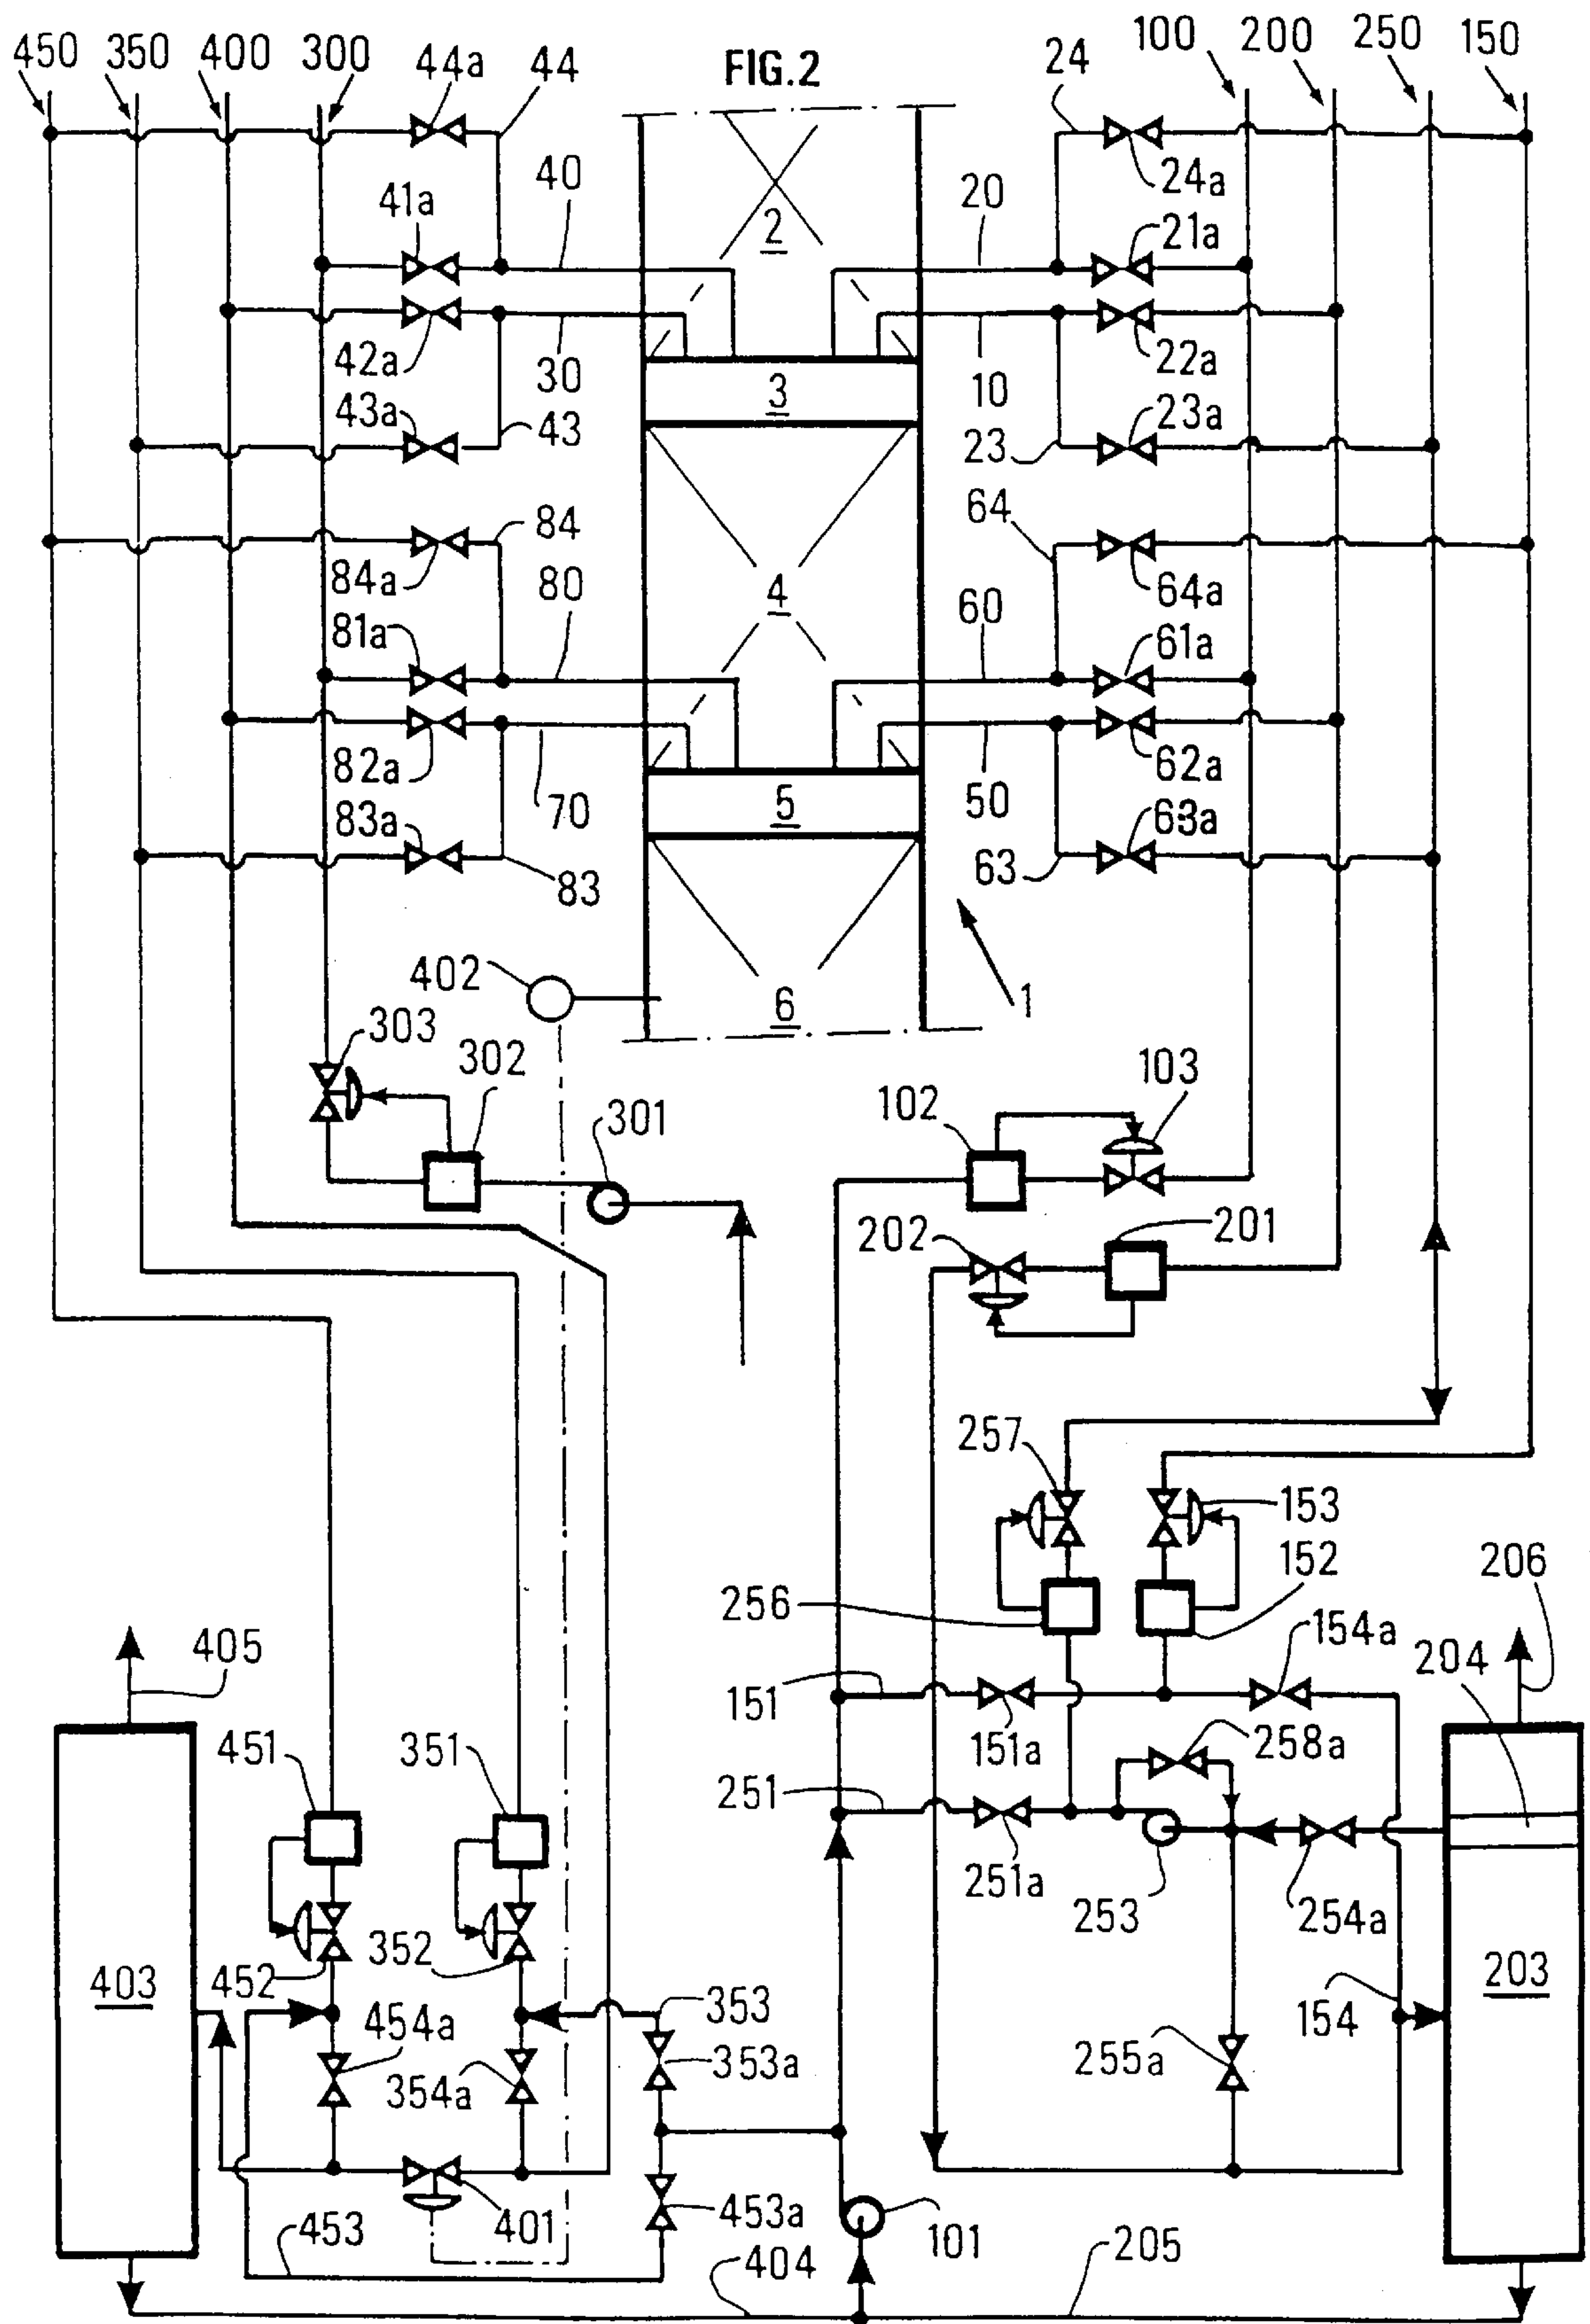 450 350 400 300 44a 44 FIG.2 24 100 200 250 150
40 2 20 24a
41a 21a
42a 30 3 10 22a
43a 43 23 23a
84 64
84a 80 4 60 64a
81a 61a
82a 70 5 50 62a
83a 63a
83 63
402 6 1
303 302 102 103
301
202 201
257 153
256 152 206
405 151 154a 204
451 351 151a 258a
251
251a 253 254a
403 452 352 203
454a 353 154
354a 353a 255a
453 401 453a 101
404 205